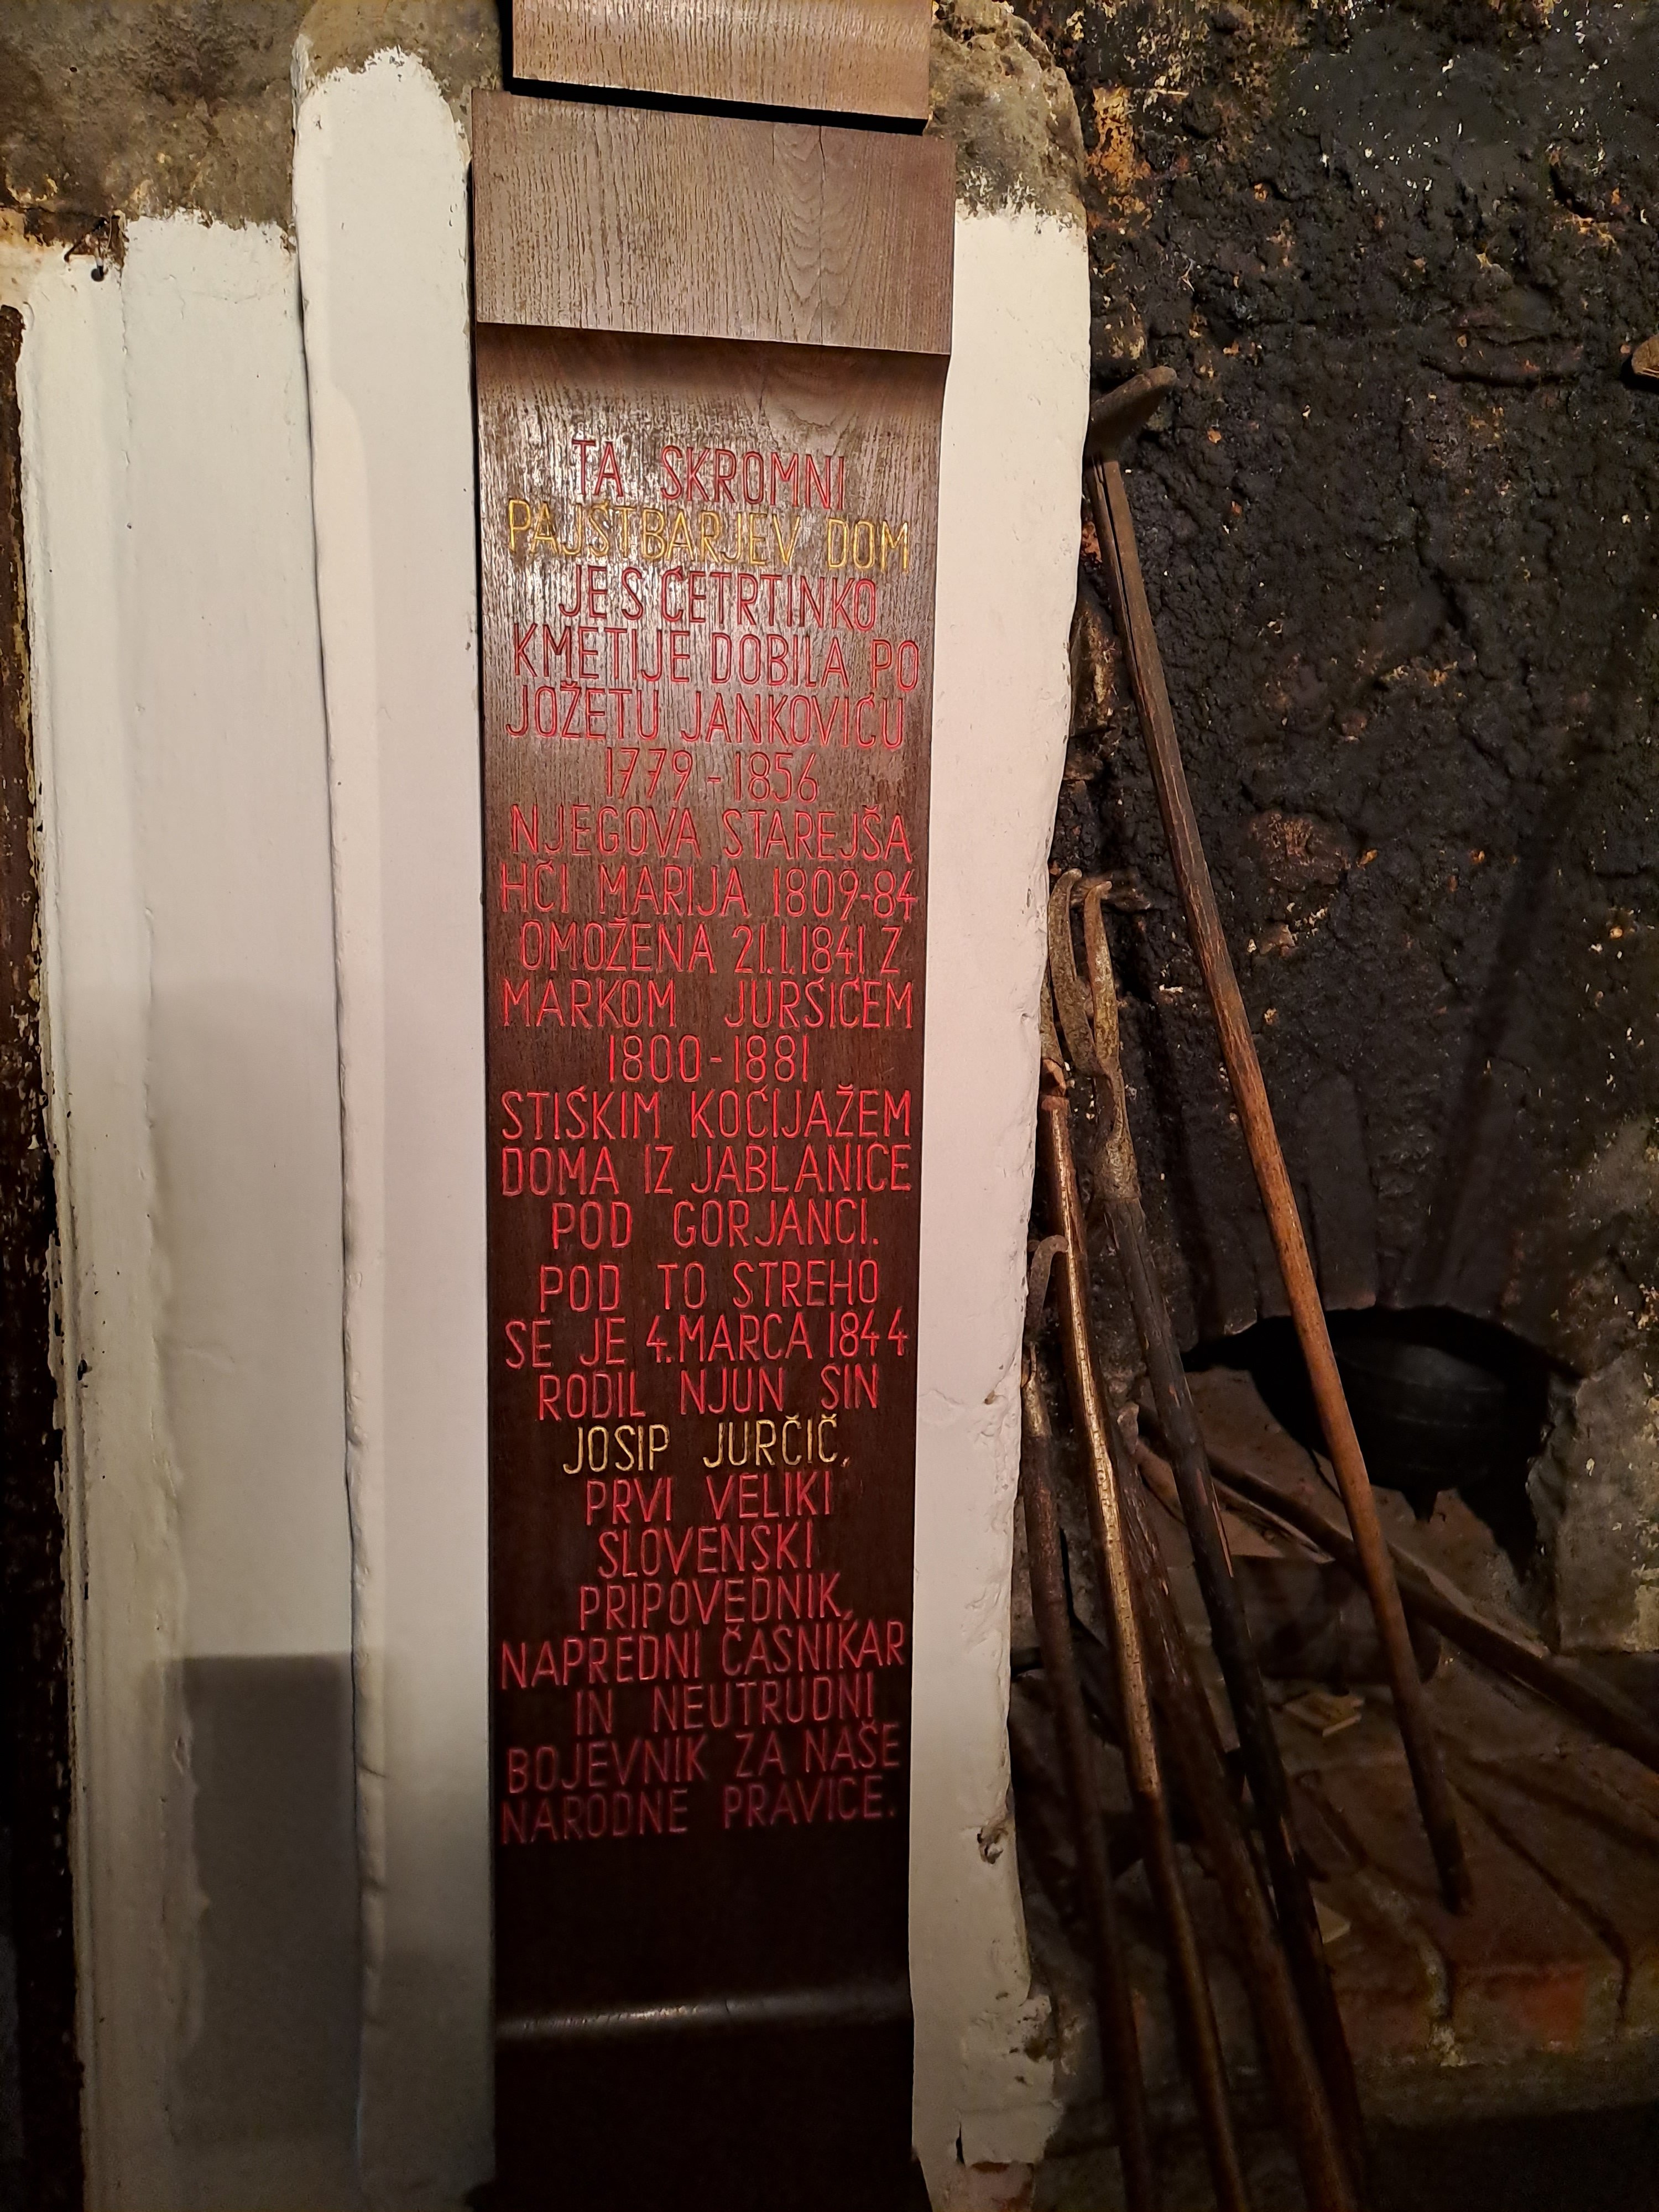 TA SKROMNI
PAJŠTBARJEV DOM
JE S ČETRTINKO
KMETIJE DOBILA PO
JOŽETU JANKOVIČU
1779 - 1856
NJEGOVA STAREJŠA
HČI MARIJA 1809-84
OMOŽENA 21.I.1841 Z
MARKOM JURŠIČEM
1800 - 1881
STIŠKIM KOČIJAŽEM
DOMA IZ JABLANICE
POD GORJANCI.
POD TO STREHO
SE JE 4. MARCA 1844
RODIL NJUN SIN
JOSIP JURČIČ,
PRVI VELIKI
SLOVENSKI
PRIPOVEDNIK,
NAPREDNI ČASNIKAR
IN NEUTRUDNI
BOJEVNIK ZA NAŠE
NARODNE PRAVICE.